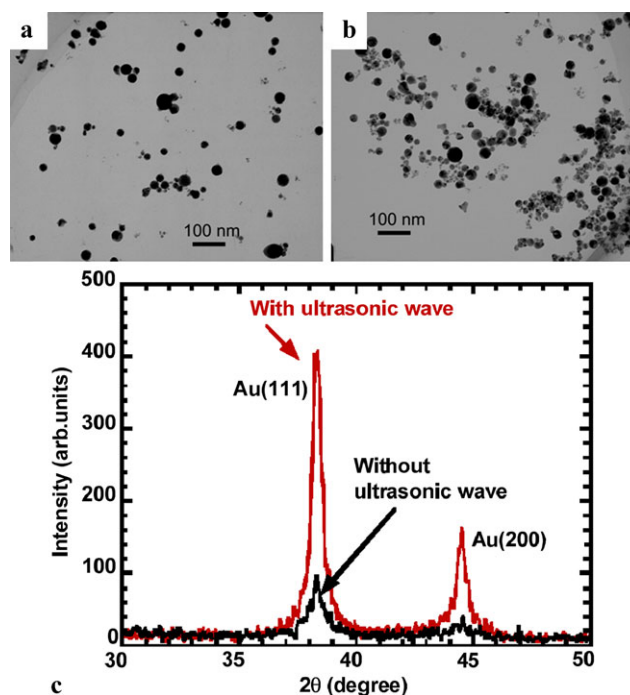 a
b
100 nm
100 nm
500
400
300
200
100
0
Intensity (arb.units)
With ultrasonic wave
Au(111)
Without
ultrasonic wave
Au(200)
30
35
40
45
50
2θ (degree)
c